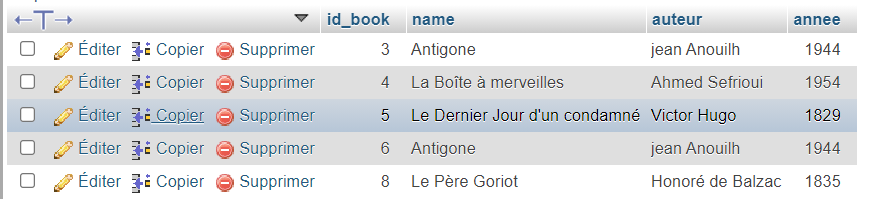 id_book name auteur annee
Éditer Copier Supprimer 3 Antigone jean Anouilh 1944
Éditer Copier Supprimer 4 La Boîte à merveilles Ahmed Sefrioui 1954
Éditer Copier Supprimer 5 Le Dernier Jour d'un condamné Victor Hugo 1829
Éditer Copier Supprimer 6 Antigone jean Anouilh 1944
Éditer Copier Supprimer 8 Le Père Goriot Honoré de Balzac 1835